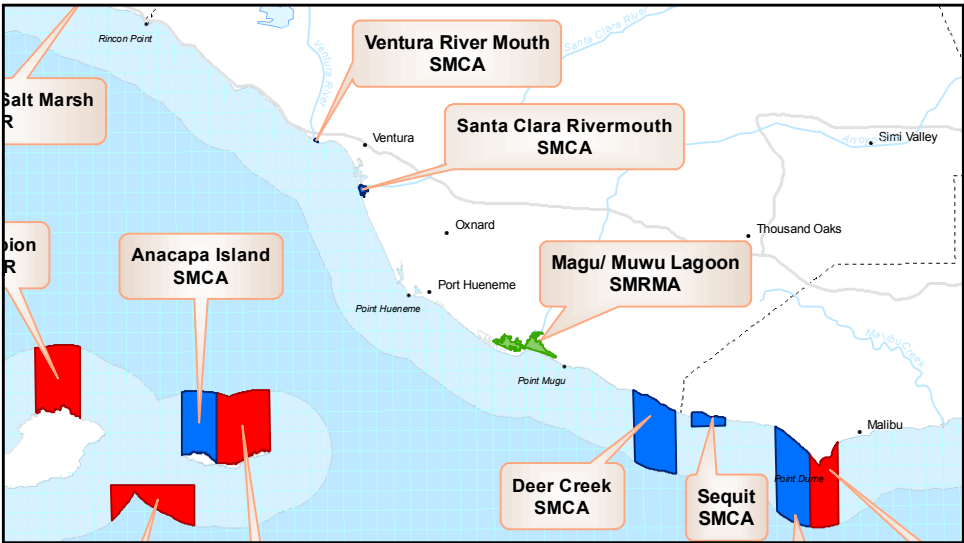 Rincon Point
Ventura River
Santa Clara River
Ventura River Mouth
SMCA
Salt Marsh
R
Ventura
Santa Clara Rivermouth
SMCA
Simi Valley
Oxnard
Thousand Oaks
R
Anacapa Island
SMCA
Magu/ Muwu Lagoon
SMRMA
Port Hueneme
Point Hueneme
Malibu Creek
Point Mugu
Malibu
Deer Creek
SMCA
Sequit
SMCA
Point Dume